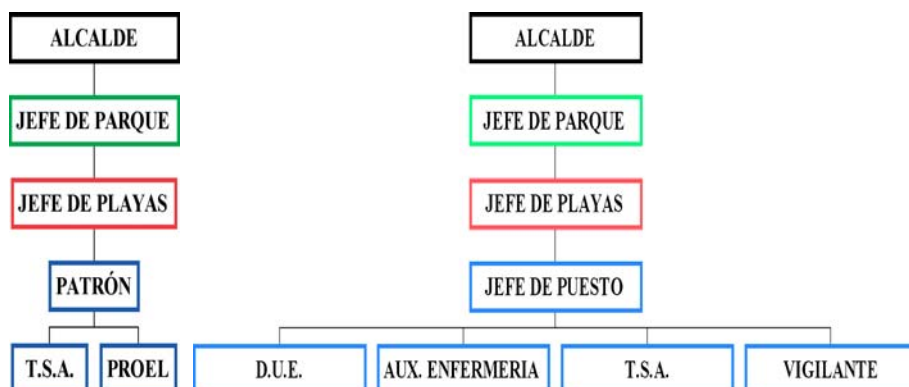 ALCALDE
JEFE DE PARQUE
JEFE DE PLAYAS
PATRÓN
T.S.A.
PROEL
ALCALDE
JEFE DE PARQUE
JEFE DE PLAYAS
JEFE DE PUESTO
D.U.E.
AUX. ENFERMERIA
T.S.A.
VIGILANTE